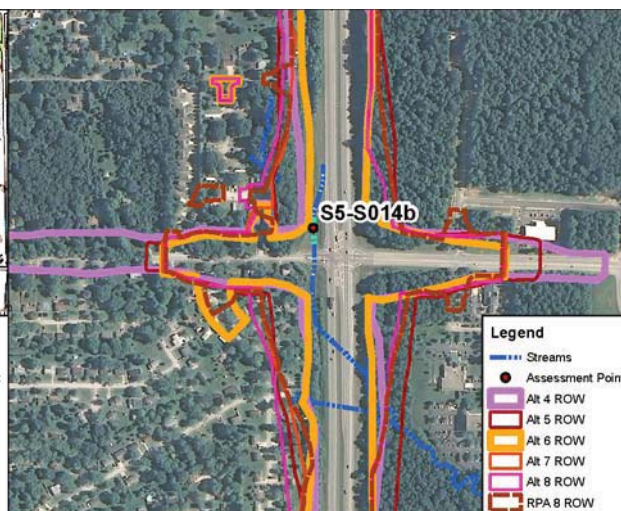 S5-S014b
Legend
Streams
Assessment Point
Alt 4 ROW
Alt 5 ROW
Alt 6 ROW
Alt 7 ROW
Alt 8 ROW
RPA 8 ROW